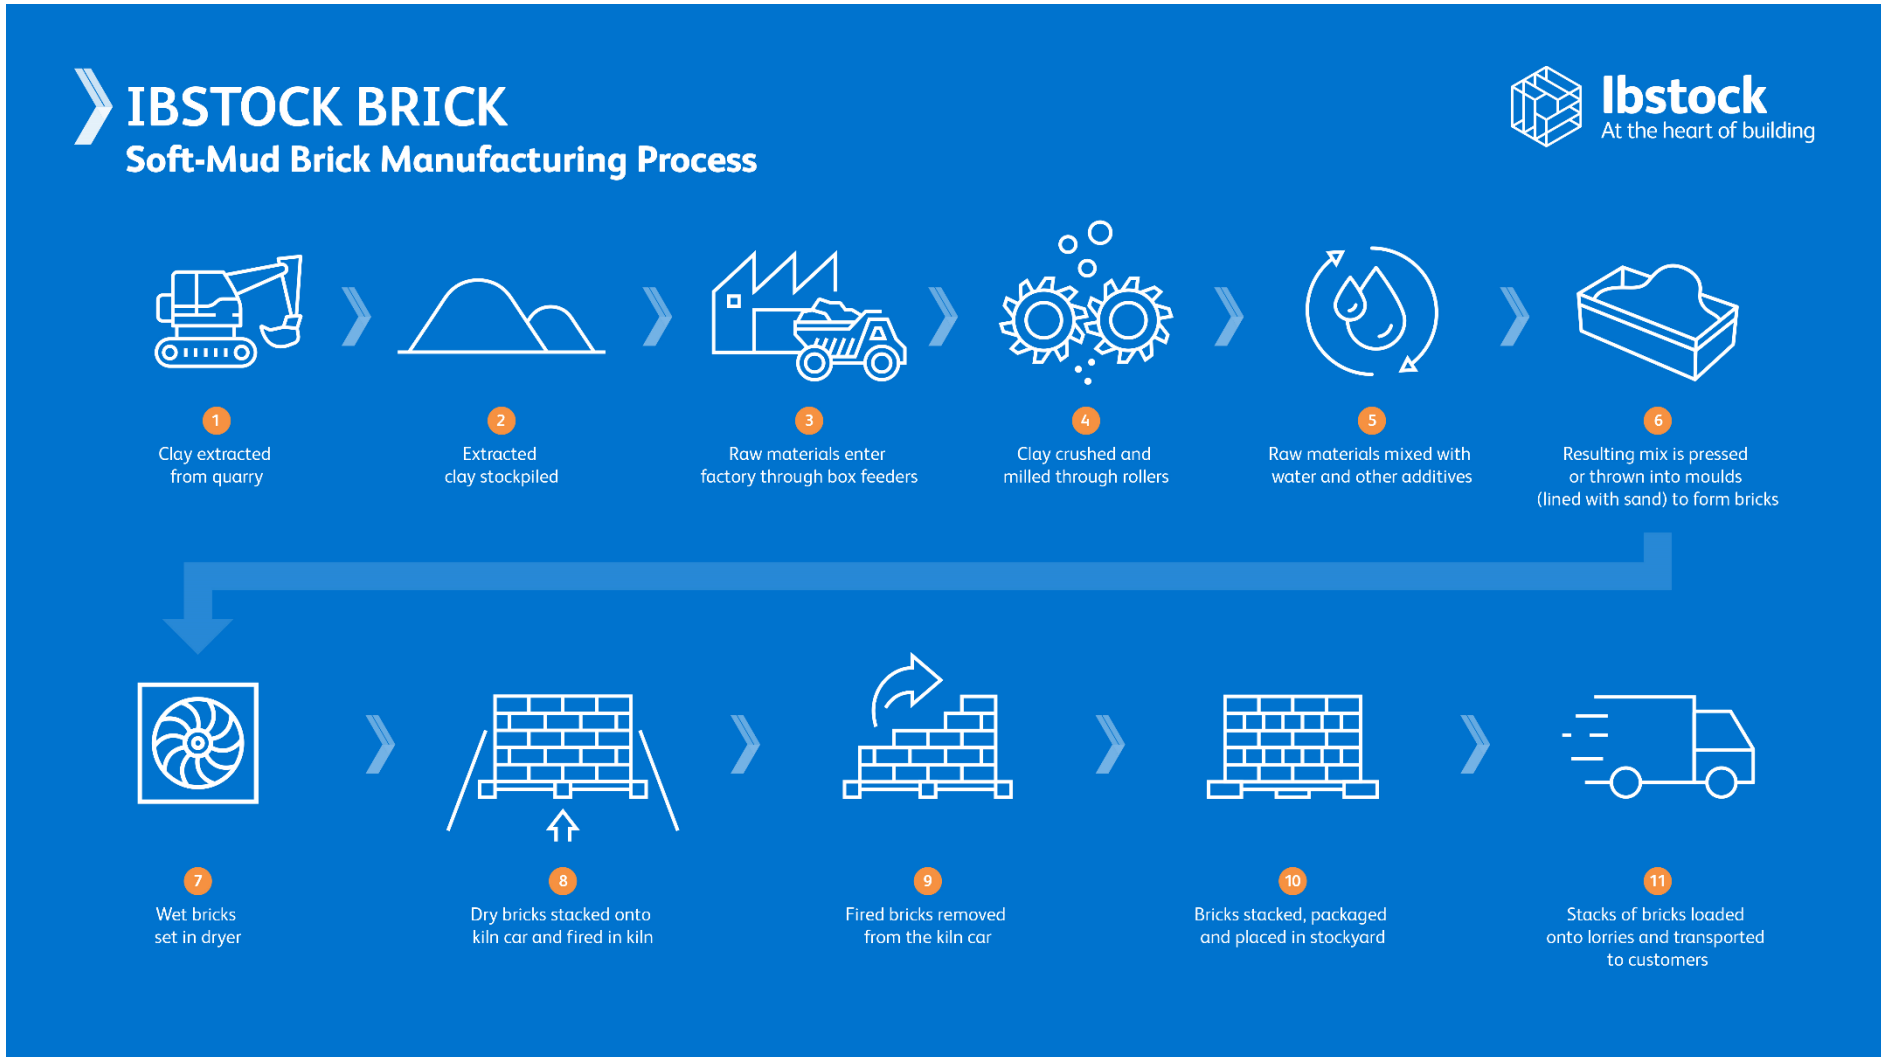 IBSTOCK BRICK
Soft-Mud Brick Manufacturing Process
Ibstock
At the heart of building
1
Clay extracted
from quarry
2
Extracted
clay stockpiled
3
Raw materials enter
factory through box feeders
4
Clay crushed and
milled through rollers
5
Raw materials mixed with
water and other additives
6
Resulting mix is pressed
or thrown into moulds
(lined with sand) to form bricks
7
Wet bricks
set in dryer
8
Dry bricks stacked onto
kiln car and fired in kiln
9
Fired bricks removed
from the kiln car
10
Bricks stacked, packaged
and placed in stockyard
11
Stacks of bricks loaded
onto lorries and transported
to customers